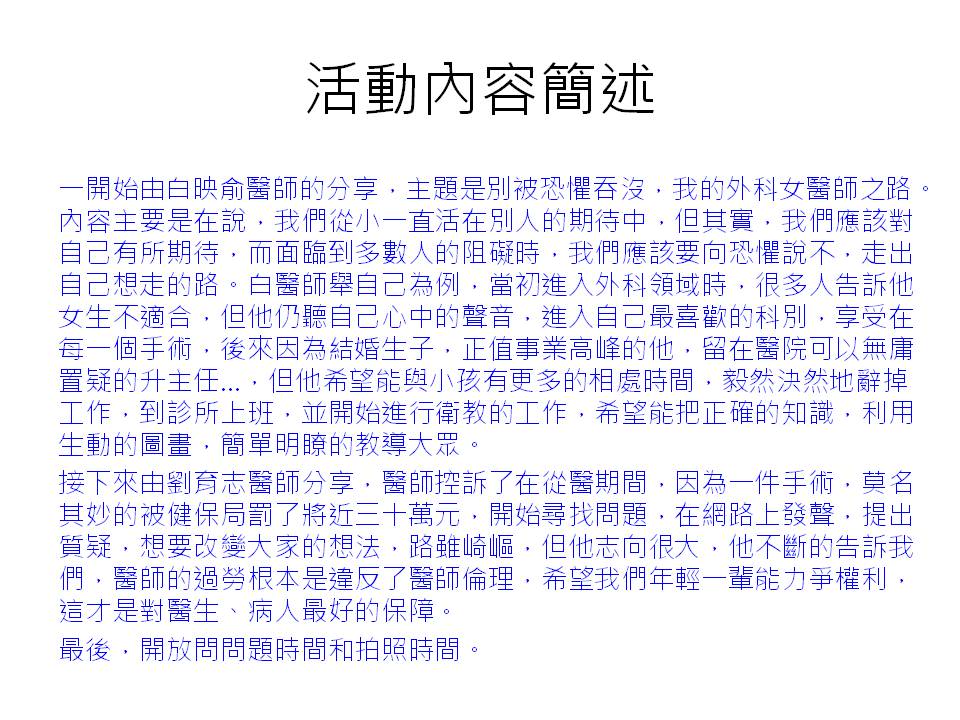 活動內容簡述
一開始由白映俞醫師的分享，主題是別被恐懼吞沒，我的外科女醫師之路。
內容主要是在說，我們從小一直活在別人的期待中，但其實，我們應該對
自己有所期待，而面臨到多數人的阻礙時，我們應該要向恐懼說不，走出
自己想走的路。白醫師舉自己為例，當初進入外科領域時，很多人告訴他
女生不適合，但他仍聽自己心中的聲音，進入自己最喜歡的科別，享受在
每一個手術，後來因為結婚生子，正值事業高峰的他，留在醫院可以無庸
置疑的升主任...，但他希望能與小孩有更多的相處時間，毅然決然地辭掉
工作，到診所上班，並開始進行衛教的工作，希望能把正確的知識，利用
生動的圖畫，簡單明瞭的教導大眾。
接下來由劉育志醫師分享，醫師控訴了在從醫期間，因為一件手術，莫名
其妙的被健保局罰了將近三十萬元，開始尋找問題，在網路上發聲，提出
質疑，想要改變大家的想法，路雖崎嶇，但他志向很大，他不斷的告訴我
們，醫師的過勞根本是違反了醫師倫理，希望我們年輕一輩能力爭權利，
這才是對醫生、病人最好的保障。
最後，開放問問題時間和拍照時間。